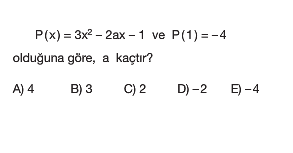 P(x) = 3x² – 2ax – 1 ve P(1) = –4
olduğuna göre, a kaçtır?
A) 4 B) 3 C) 2 D) –2 E) –4